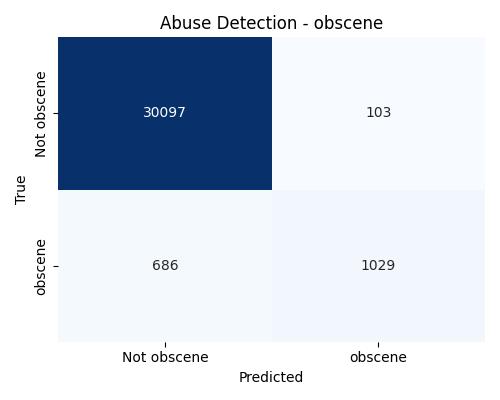 Abuse Detection - obscene
True
Not obscene
30097
103
obscene
686
1029
Not obscene
obscene
Predicted